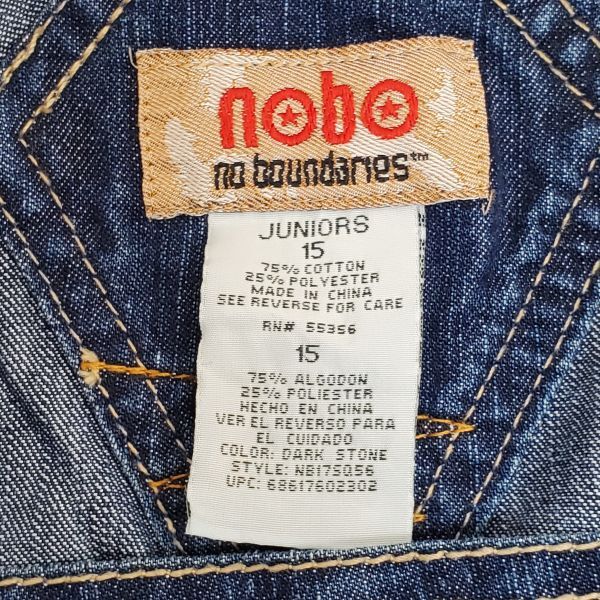 nobo
no boundaries™
JUNIORS
15
75% COTTON
25% POLYESTER
MADE IN CHINA
SEE REVERSE FOR CARE
RN# 55356
15
75% ALGODON
25% POLIESTER
HECHO EN CHINA
VER EL REVERSO PARA
EL CUIDADO
COLOR: DARK STONE
STYLE: NB17SQ56
UPC: 68617602302